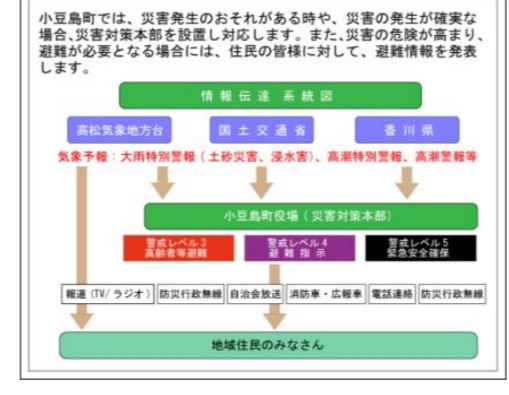 小豆島町では、災害発生のおそれがある時や、災害の発生が確実な
場合、災害対策本部を設置し対応します。また、災害の危険が高まり、
避難が必要となる場合には、住民の皆様に対して、避難情報を発表
します。
情報伝達 系統図
高松気象地方台 国土交通省 香川県
気象予報：大雨特別警報（土砂災害、浸水害）、高潮特別警報、高潮警報等
小豆島町役場（災害対策本部）
警戒レベル3 警戒レベル4 警戒レベル5
高齢者等避難 避難指示 緊急安全確保
報道（TV/ラジオ） 防災行政無線 自治会放送 消防車・広報車 電話連絡 防災行政無線
地域住民のみなさん